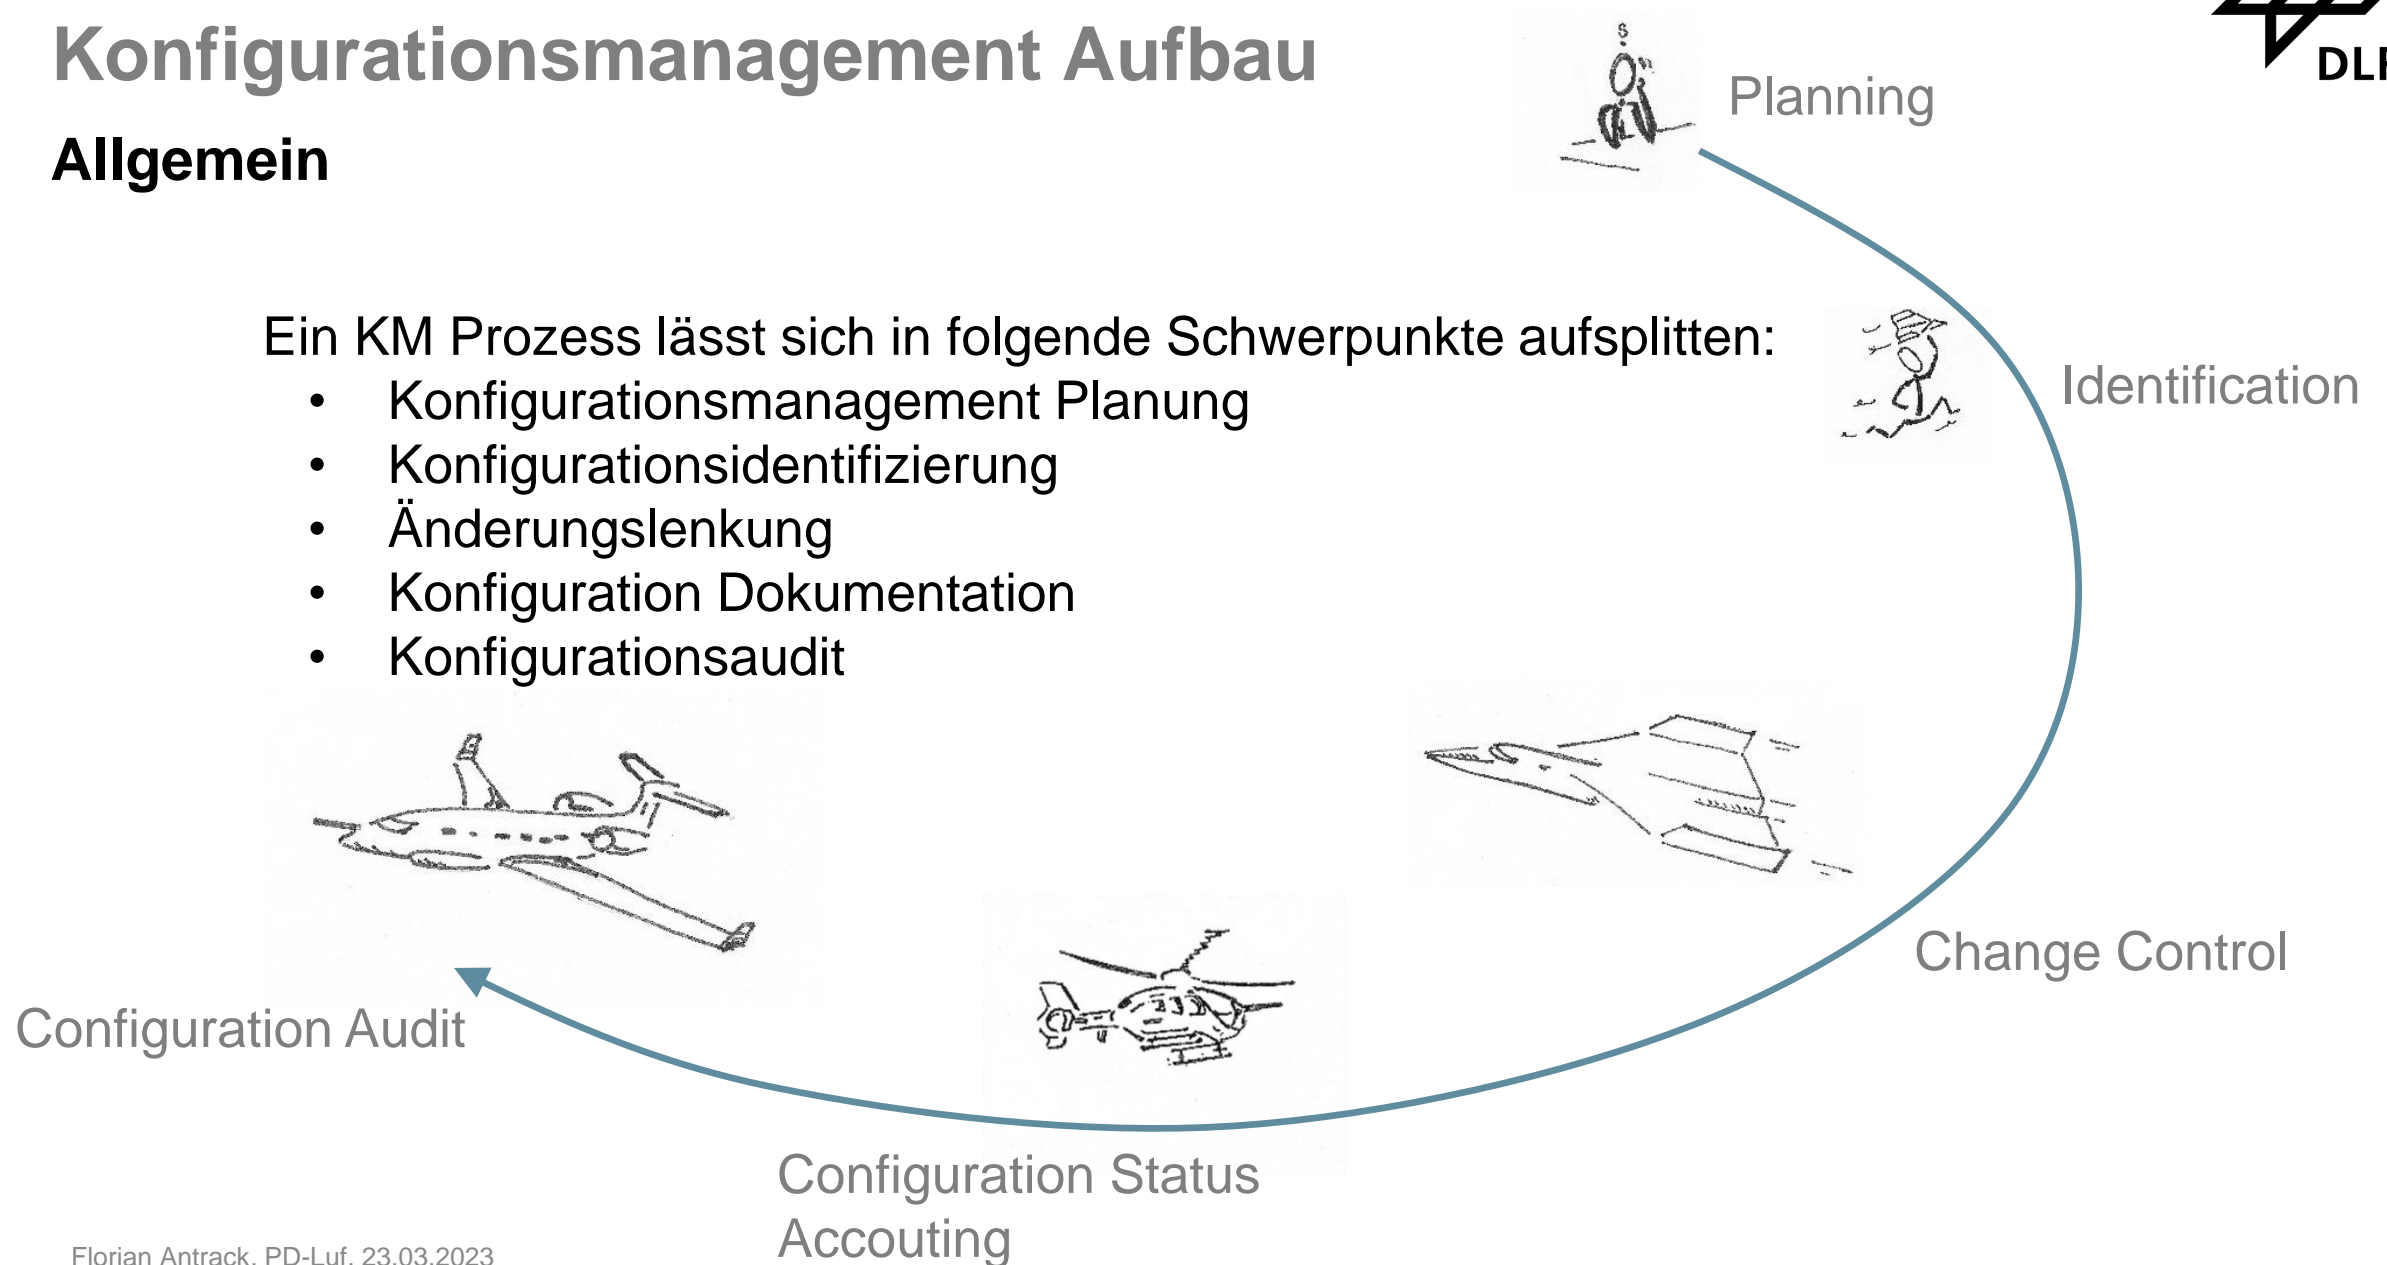 Konfigurationsmanagement Aufbau
Planning
Allgemein
Ein KM Prozess lässt sich in folgende Schwerpunkte aufsplitten:
• Konfigurationsmanagement Planung
• Konfigurationsidentifizierung
• Änderungslenkung
• Konfiguration Dokumentation
• Konfigurationsaudit
Identification
Change Control
Configuration Status
Accouting
Configuration Audit
Florian Antrack, PD-Luf, 23.03.2023